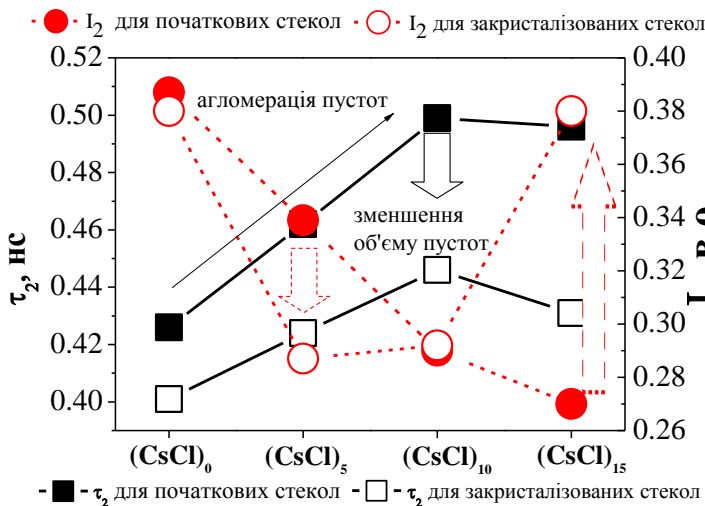 I₂ для початкових стекол I₂ для закристалізованих стекол
0.52 0.40
0.50 0.38
0.48 0.36
0.46 0.34
0.44 0.32
0.42 0.30
0.40 0.28
0.26
агломерація пустот
зменшення
об'єму пустот
τ₂, нс
(CsCl)₀ (CsCl)₅ (CsCl)₁₀ (CsCl)₁₅
τ₂ для початкових стекол τ₂ для закристалізованих стекол